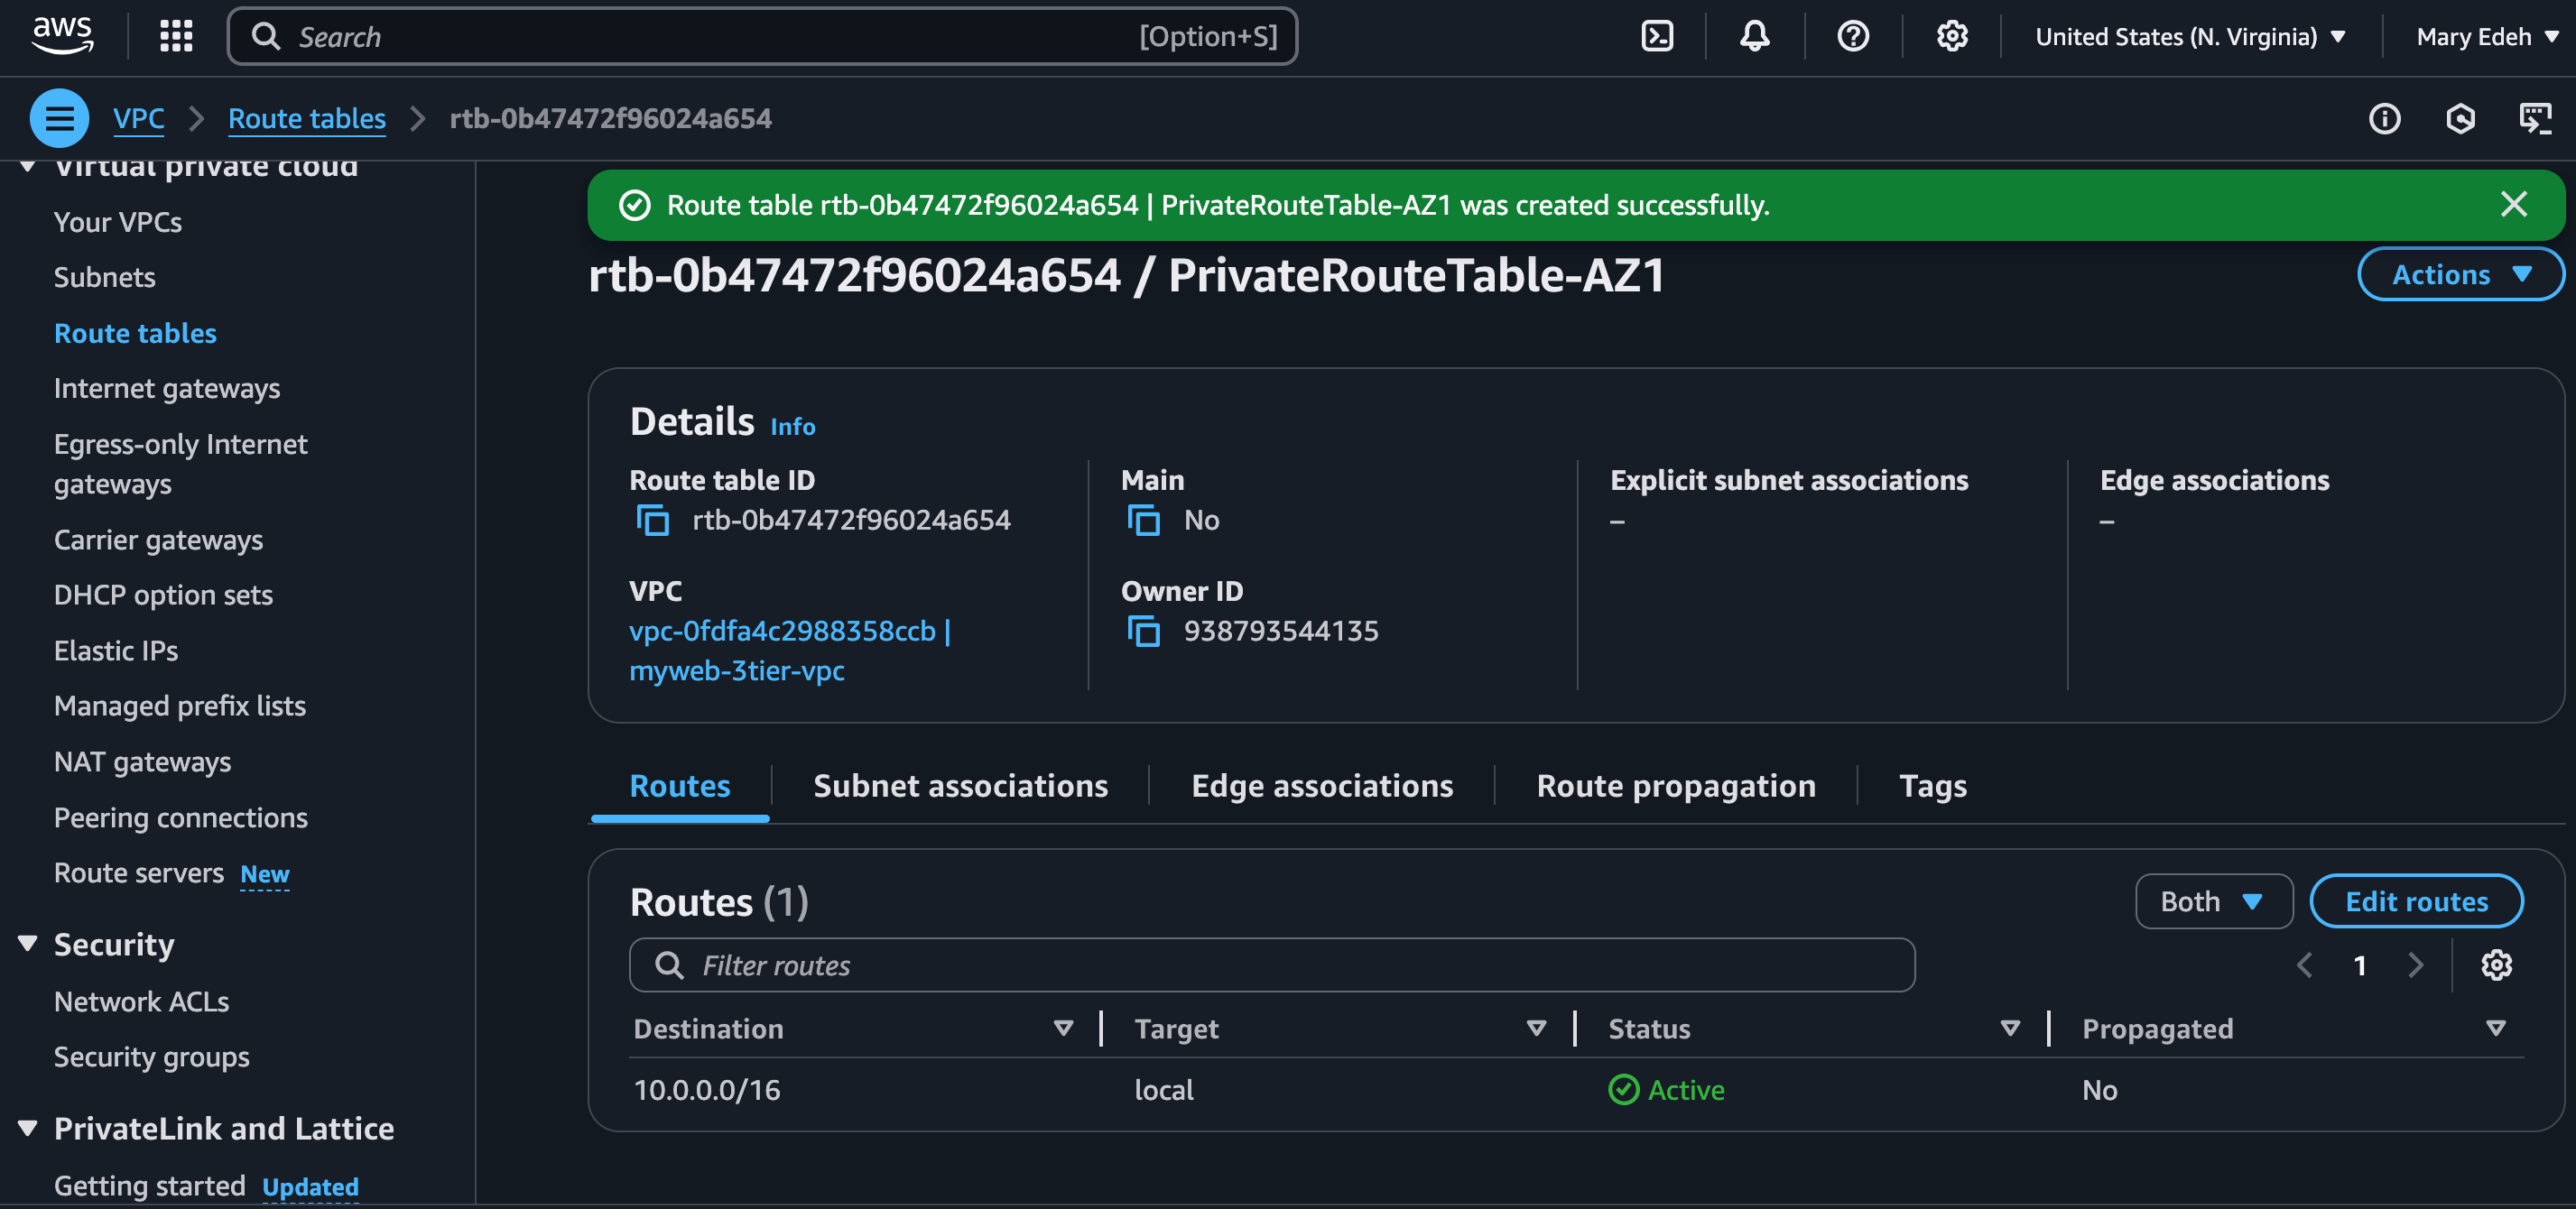 aws
Search
[Option+S]
United States (N. Virginia)
Mary Edeh
VPC
Route tables
rtb-0b47472f96024a654
Virtual private cloud
Your VPCs
Subnets
Route tables
Internet gateways
Egress-only Internet
gateways
Carrier gateways
DHCP option sets
Elastic IPs
Managed prefix lists
NAT gateways
Peering connections
Route servers New
Security
Network ACLs
Security groups
PrivateLink and Lattice
Getting started Updated
Route table rtb-0b47472f96024a654 | PrivateRouteTable-AZ1 was created successfully.
rtb-0b47472f96024a654 / PrivateRouteTable-AZ1
Actions
Details Info
Route table ID
rtb-0b47472f96024a654
Main
No
Explicit subnet associations
–
Edge associations
–
VPC
vpc-0fdfa4c2988358ccb |
myweb-3tier-vpc
Owner ID
938793544135
Routes
Subnet associations
Edge associations
Route propagation
Tags
Routes (1)
Both
Edit routes
Filter routes
1
Destination
Target
Status
Propagated
10.0.0.0/16
local
Active
No